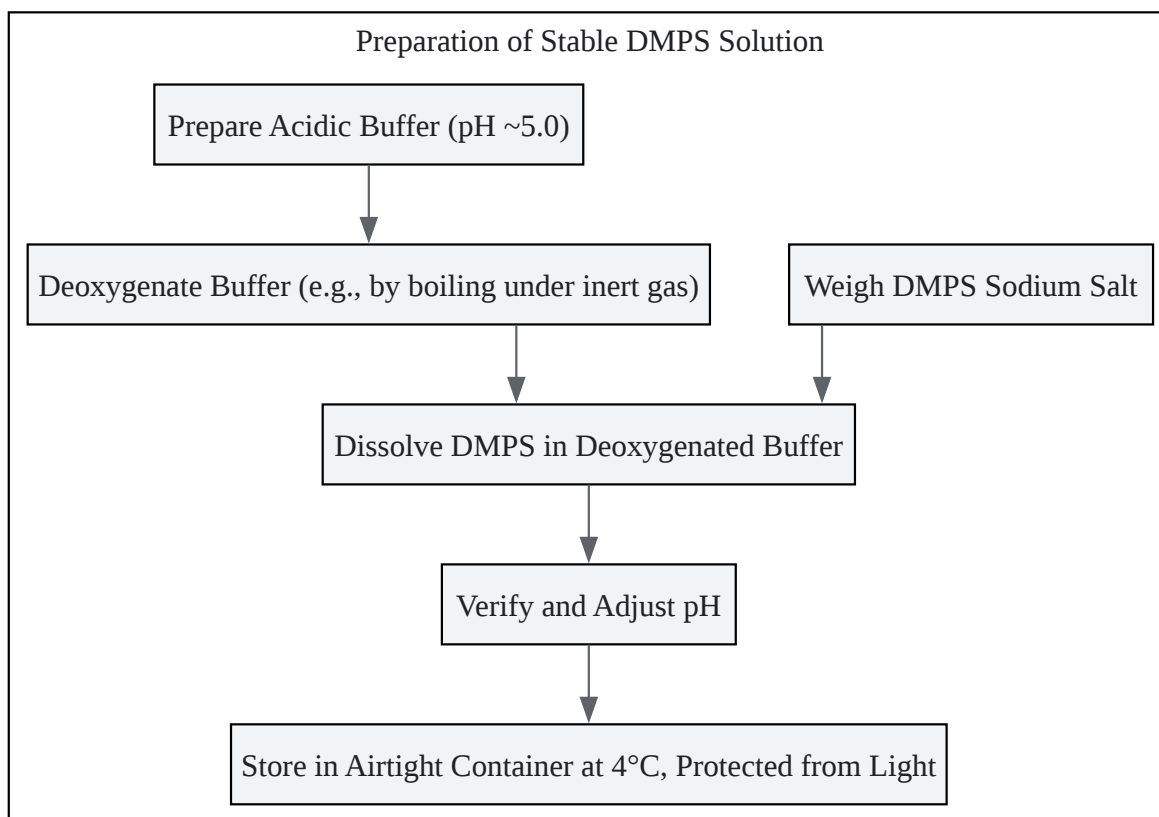 Preparation of Stable DMPS Solution
Prepare Acidic Buffer (pH ~5.0)
Deoxygenate Buffer (e.g., by boiling under inert gas)
Weigh DMPS Sodium Salt
Dissolve DMPS in Deoxygenated Buffer
Verify and Adjust pH
Store in Airtight Container at 4°C, Protected from Light